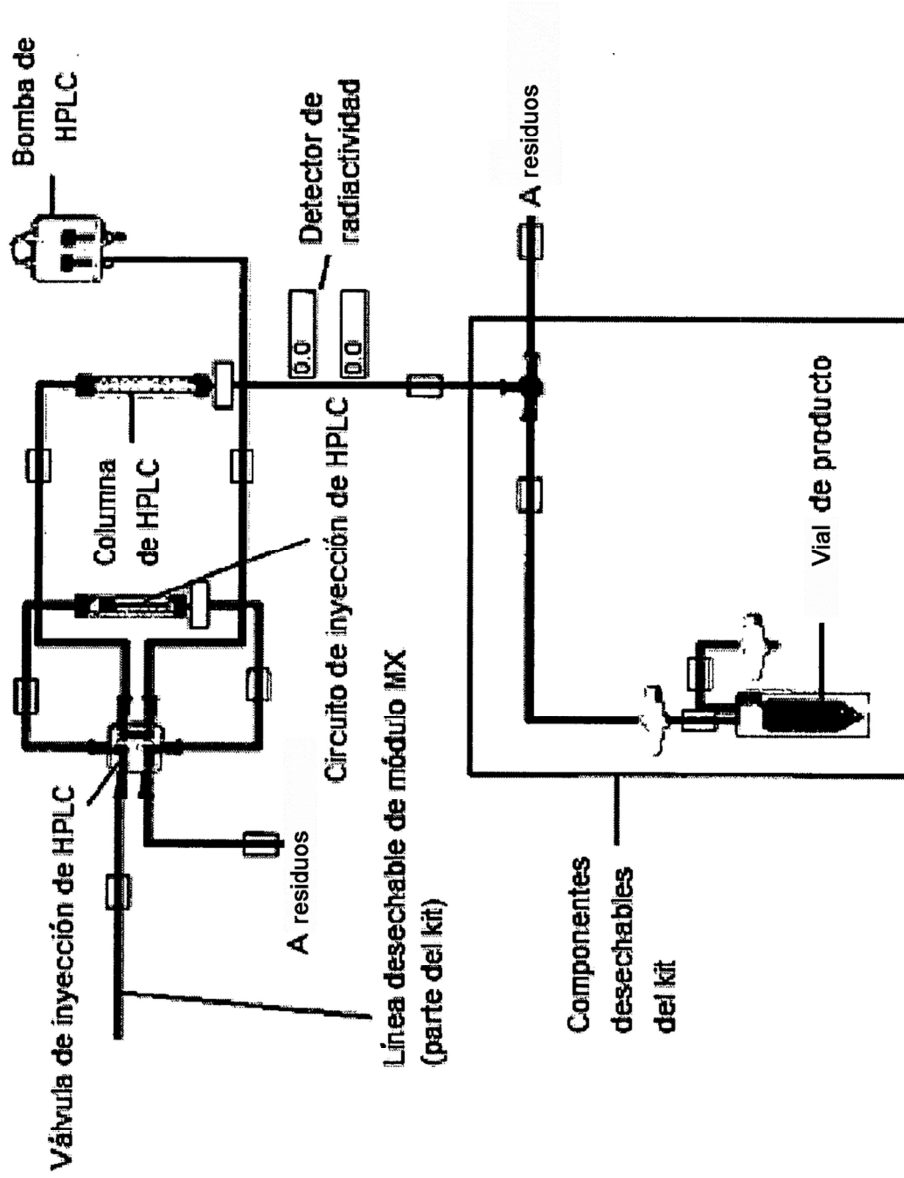 Válvula de inyección de HPLC
Línea desechable de módulo MX
(parte del kit)
A residuos
Circuito de inyección de HPLC
Columna
de HPLC
Bomba de
HPLC
0.0
0.0
Detector de
radiactividad
A residuos
Componentes
desechables
del kit
Vial de producto